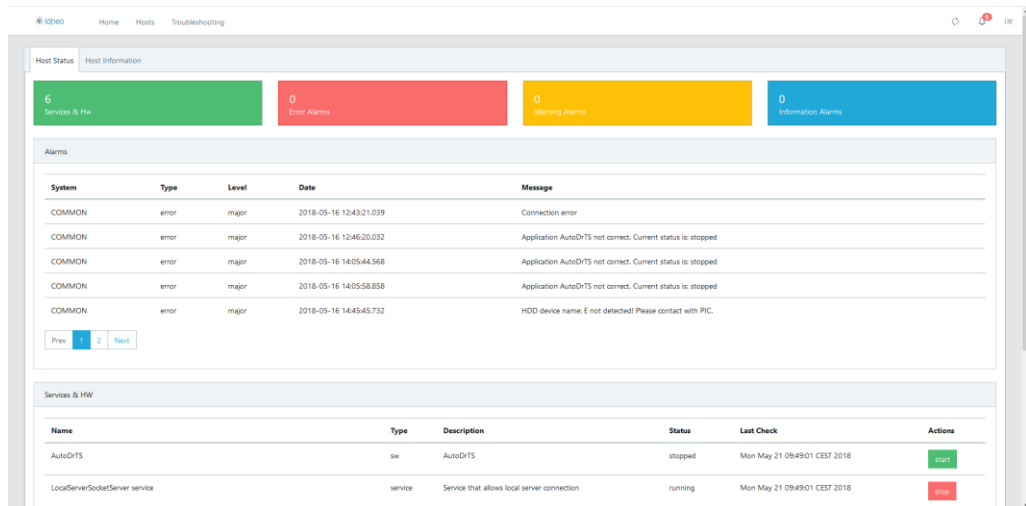 idneo Home Hosts Troubleshooting
Host Status Host Information
6 0 0 0
Services & Hw Error Alarms Warning Alarms Information Alarms
Alarms
System Type Level Date Message
COMMON error major 2018-05-16 12:43:21.039 Connection error
COMMON error major 2018-05-16 12:46:20.032 Application AutoDrTS not correct. Current status is: stopped
COMMON error major 2018-05-16 14:05:44.568 Application AutoDrTS not correct. Current status is: stopped
COMMON error major 2018-05-16 14:05:58.858 Application AutoDrTS not correct. Current status is: stopped
COMMON error major 2018-05-16 14:45:45.732 HDD device name: E not detected! Please contact with PIC.
Prev 1 2 Next
Services & HW
Name Type Description Status Last Check Actions
AutoDrTS sw AutoDrTS stopped Mon May 21 09:49:01 CEST 2018 start
LocalServerSocketServer service service Service that allows local server connection running Mon May 21 09:49:01 CEST 2018 stop